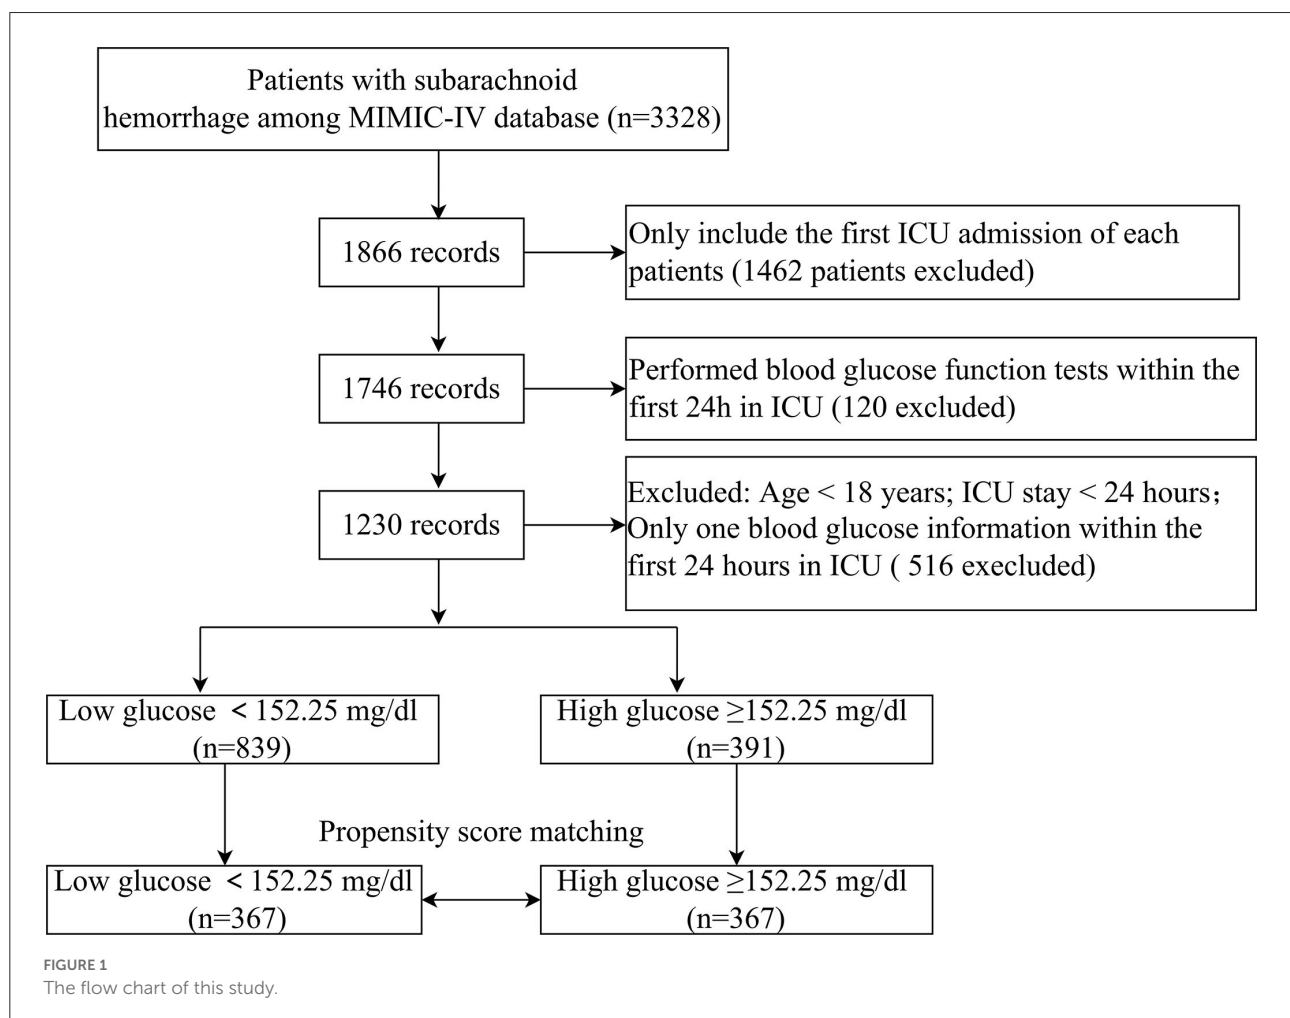 Patients with subarachnoid
hemorrhage among MIMIC-IV database (n=3328)
1866 records
Only include the first ICU admission of each
patients (1462 patients excluded)
1746 records
Performed blood glucose function tests within the
first 24h in ICU (120 excluded)
1230 records
Excluded: Age < 18 years; ICU stay < 24 hours；
Only one blood glucose information within the
first 24 hours in ICU ( 516 execluded)
Low glucose < 152.25 mg/dl
(n=839)
High glucose ≥152.25 mg/dl
(n=391)
Propensity score matching
Low glucose < 152.25 mg/dl
(n=367)
High glucose ≥152.25 mg/dl
(n=367)
FIGURE 1
The flow chart of this study.